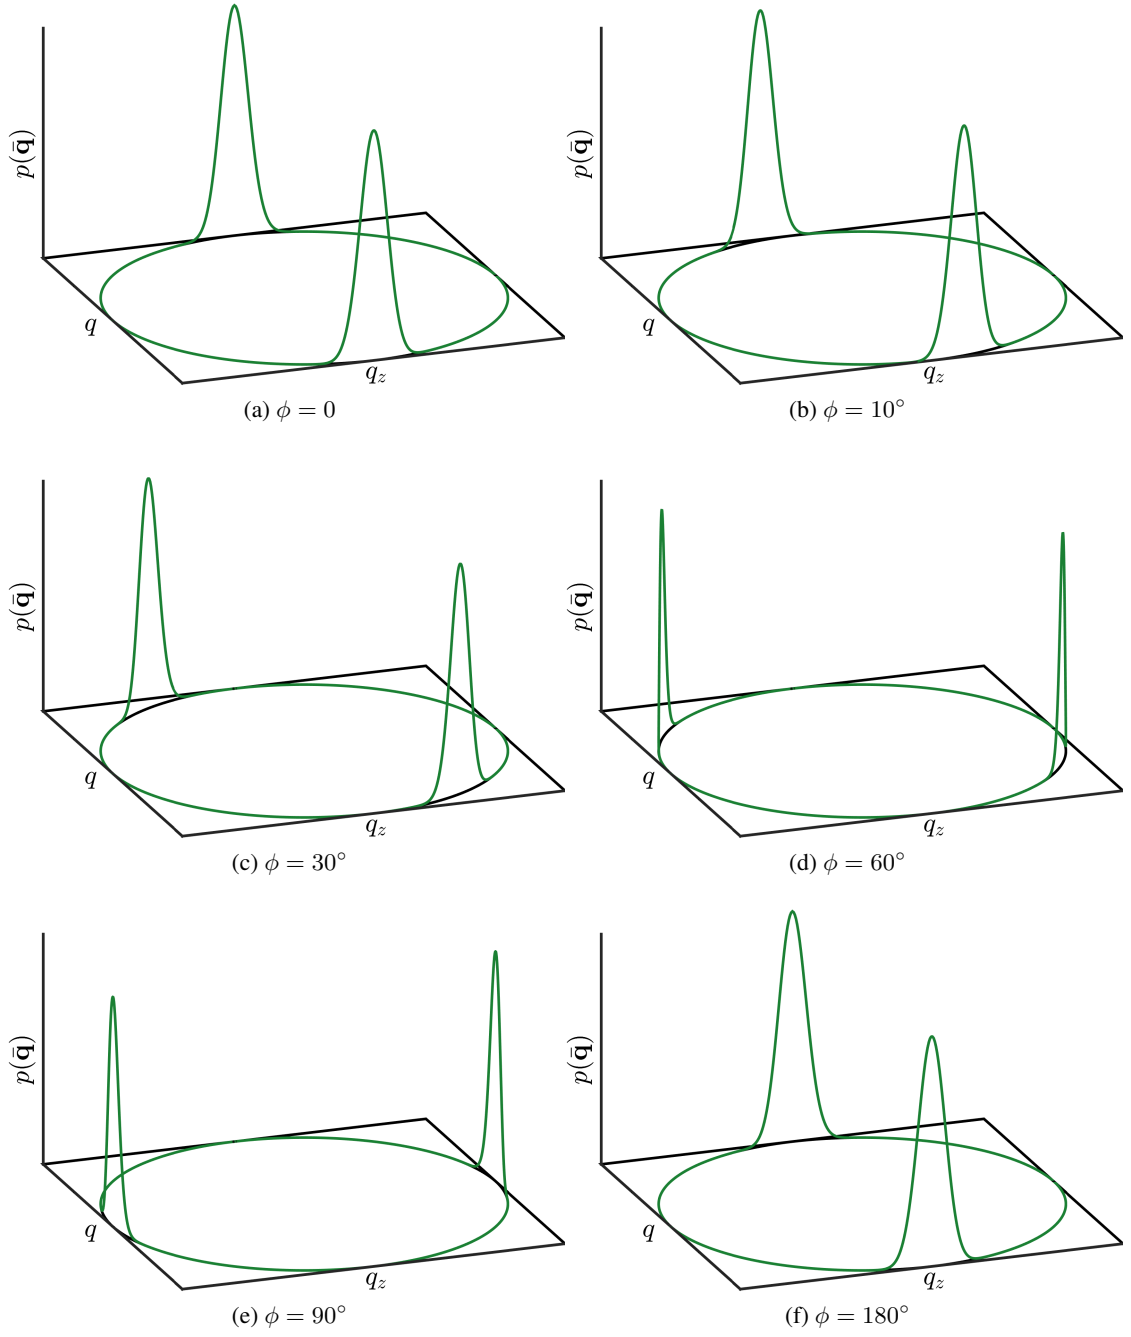 p(q̄)
q
q_z
(a) ϕ = 0
p(q̄)
q
q_z
(b) ϕ = 10°
p(q̄)
q
q_z
(c) ϕ = 30°
p(q̄)
q
q_z
(d) ϕ = 60°
p(q̄)
q
q_z
(e) ϕ = 90°
p(q̄)
q
q_z
(f) ϕ = 180°